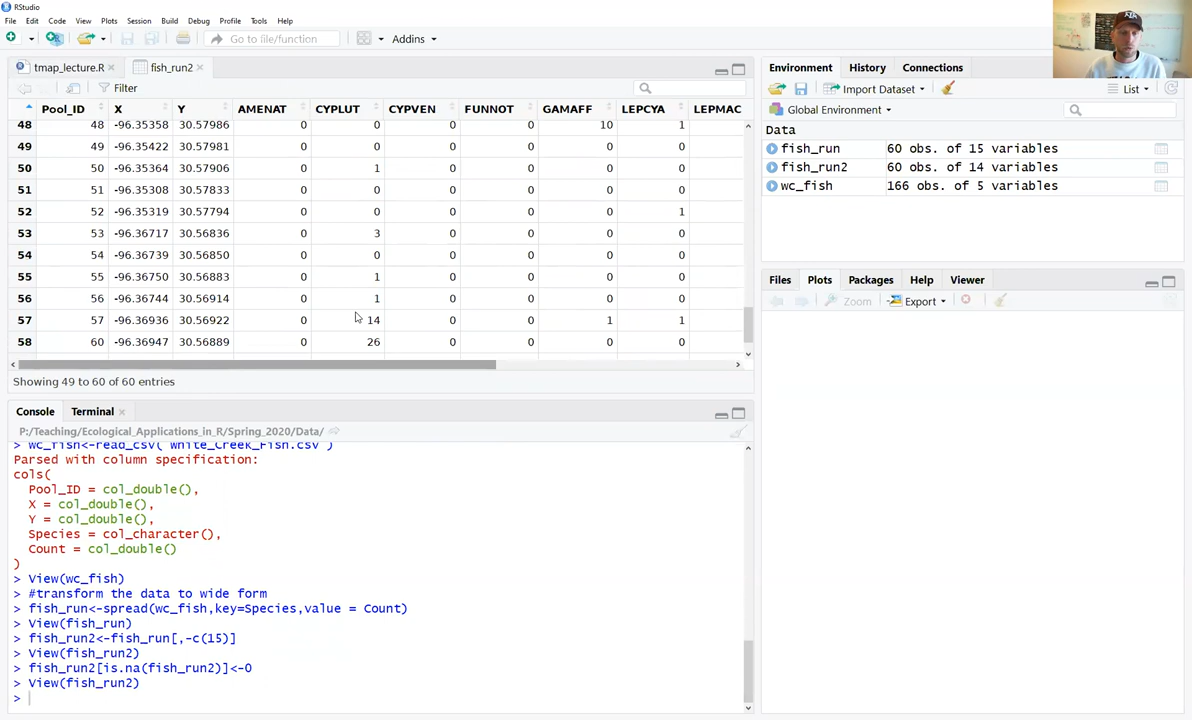 RStudio
File Edit Code View Plots Session Build Debug Profile Tools Help
Go to file/function Addins
tmap_lecture.R fish_run2
Filter
Pool_ID X Y AMENAT CYPLUT CYPVEN FUNNOT GAMAFF LEPCYA LEPMAC
48 48 -96.35358 30.57986 0 0 0 0 10 1
49 49 -96.35422 30.57981 0 0 0 0 0 0
50 50 -96.35364 30.57906 0 1 0 0 0 0
51 51 -96.35308 30.57833 0 0 0 0 0 0
52 52 -96.35319 30.57794 0 0 0 0 0 1
53 53 -96.36717 30.56836 0 3 0 0 0 0
54 54 -96.36739 30.56850 0 0 0 0 0 0
55 55 -96.36750 30.56883 0 1 0 0 0 0
56 56 -96.36744 30.56914 0 1 0 0 0 0
57 57 -96.36936 30.56922 0 14 0 0 1 1
58 60 -96.36947 30.56889 0 26 0 0 0 0
Showing 49 to 60 of 60 entries
Console Terminal
P:/Teaching/Ecological_Applications_in_R/Spring_2020/Data/
> wc_fish<-read_csv("White_Creek_Fish.csv")
Parsed with column specification:
cols(
Pool_ID = col_double(),
X = col_double(),
Y = col_double(),
Species = col_character(),
Count = col_double()
)
> View(wc_fish)
> #transform the data to wide form
> fish_run<-spread(wc_fish,key=Species,value = Count)
> View(fish_run)
> fish_run2<-fish_run[,-c(15)]
> View(fish_run2)
> fish_run2[is.na(fish_run2)]<-0
> View(fish_run2)
>
Environment History Connections
Import Dataset List
Global Environment
Data
fish_run 60 obs. of 15 variables
fish_run2 60 obs. of 14 variables
wc_fish 166 obs. of 5 variables
Files Plots Packages Help Viewer
Zoom Export